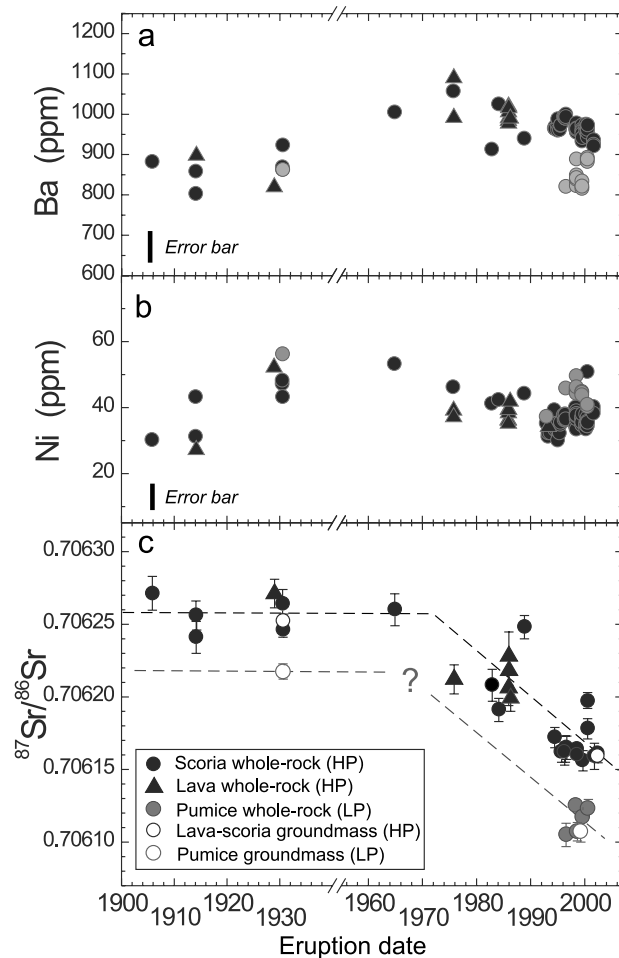 1200
1100
1000
900
800
700
600
Ba (ppm)
a
Error bar
80
60
40
20
Ni (ppm)
b
Error bar
0.70630
0.70625
0.70620
0.70615
0.70610
⁸⁷Sr/⁸⁶Sr
c
?
Scoria whole-rock (HP)
Lava whole-rock (HP)
Pumice whole-rock (LP)
Lava-scoria groundmass (HP)
Pumice groundmass (LP)
1900 1910 1920 1930 1960 1970 1980 1990 2000
Eruption date